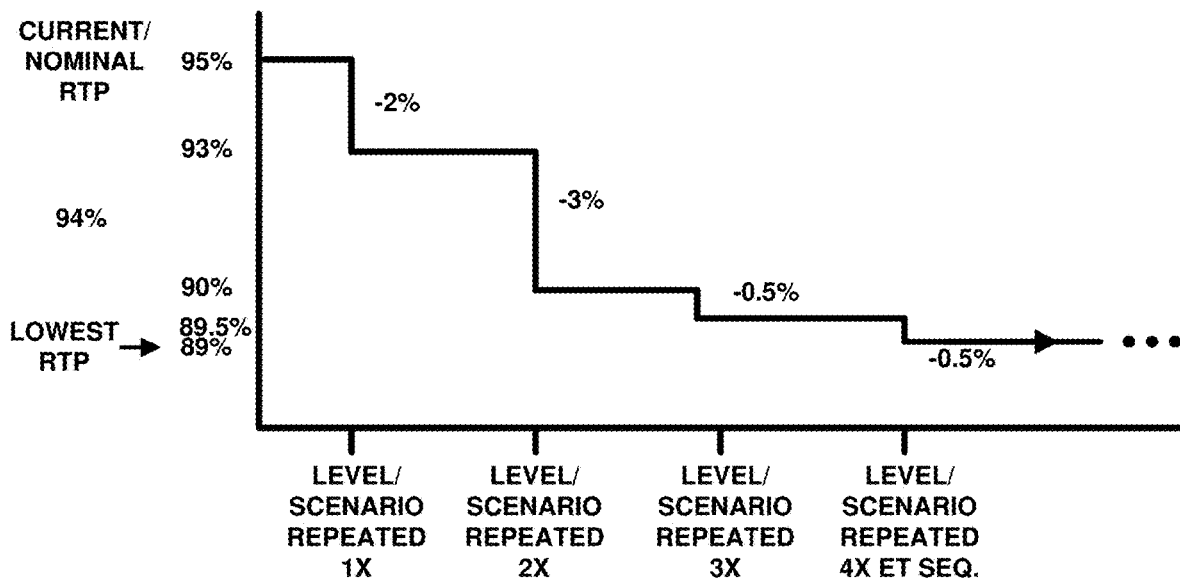 CURRENT/
NOMINAL
RTP
95%
-2%
93%
94%
-3%
90%
-0.5%
LOWEST
RTP
89.5%
89%
-0.5%
LEVEL/
SCENARIO
REPEATED
1X
LEVEL/
SCENARIO
REPEATED
2X
LEVEL/
SCENARIO
REPEATED
3X
LEVEL/
SCENARIO
REPEATED
4X ET SEQ.